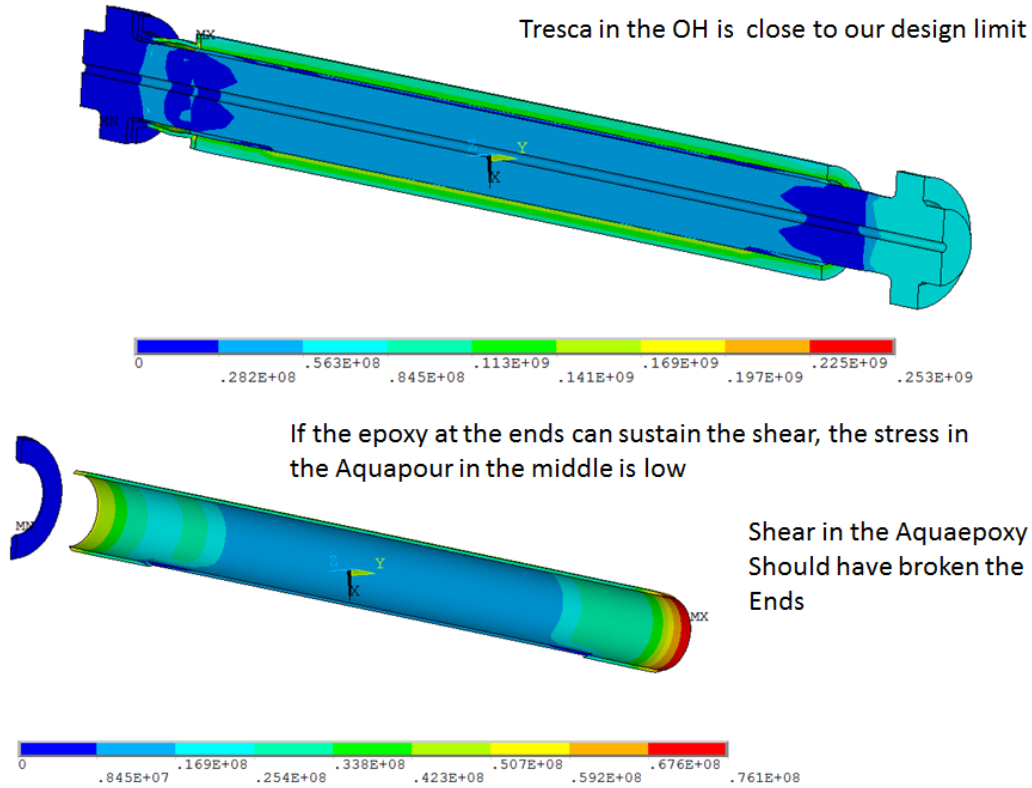 Tresca in the OH is close to our design limit
MX
MN
Z
Y
X
0
.282E+08
.563E+08
.845E+08
.113E+09
.141E+09
.169E+09
.197E+09
.225E+09
.253E+09
If the epoxy at the ends can sustain the shear, the stress in
the Aquapour in the middle is low
MN
Shear in the Aquaepoxy
Should have broken the
Ends
Z
Y
X
MX
0
.845E+07
.169E+08
.254E+08
.338E+08
.423E+08
.507E+08
.592E+08
.676E+08
.761E+08